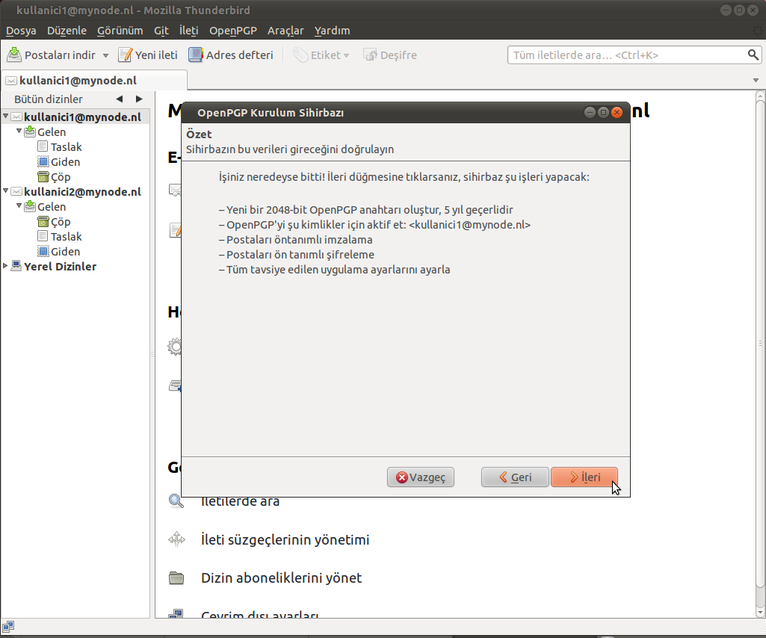 kullanici1@mynode.nl - Mozilla Thunderbird
Dosya Düzenle Görünüm Git İleti OpenPGP Araçlar Yardım
Postaları indir Yeni ileti Adres defteri Etiket Deşifre Tüm iletilerde ara... <Ctrl+K>
kullanici1@mynode.nl
Bütün dizinler
kullanici1@mynode.nl
Gelen
Taslak
Giden
Çöp
kullanici2@mynode.nl
Gelen
Çöp
Taslak
Giden
Yerel Dizinler
nl
OpenPGP Kurulum Sihirbazı
Özet
Sihirbazın bu verileri gireceğini doğrulayın
İşiniz neredeyse bitti! İleri düğmesine tıklarsanız, sihirbaz şu işleri yapacak:
– Yeni bir 2048-bit OpenPGP anahtarı oluştur, 5 yıl geçerlidir
– OpenPGP'yi şu kimlikler için aktif et: <kullanici1@mynode.nl>
– Postaları öntanımlı imzalama
– Postaları ön tanımlı şifreleme
– Tüm tavsiye edilen uygulama ayarlarını ayarla
Vazgeç Geri İleri
İletilerde ara
İleti süzgeçlerinin yönetimi
Dizin aboneliklerini yönet
Çevrim dışı ayarları